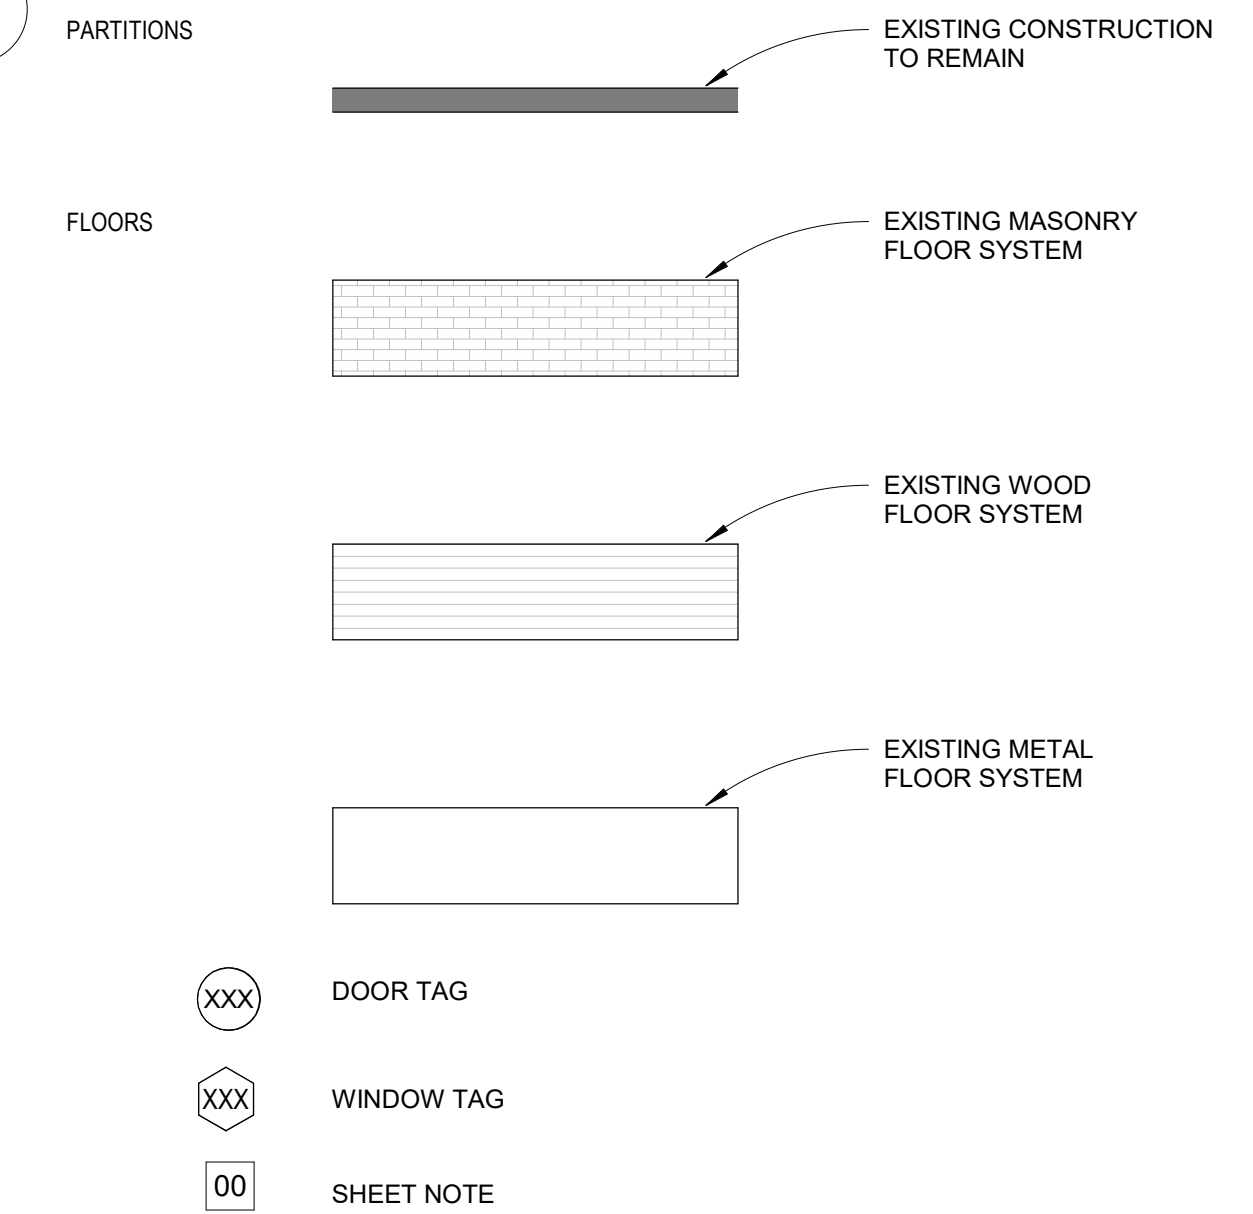 PARTITIONS
EXISTING CONSTRUCTION
TO REMAIN
FLOORS
EXISTING MASONRY
FLOOR SYSTEM
EXISTING WOOD
FLOOR SYSTEM
EXISTING METAL
FLOOR SYSTEM
XXX DOOR TAG
XXX WINDOW TAG
00 SHEET NOTE